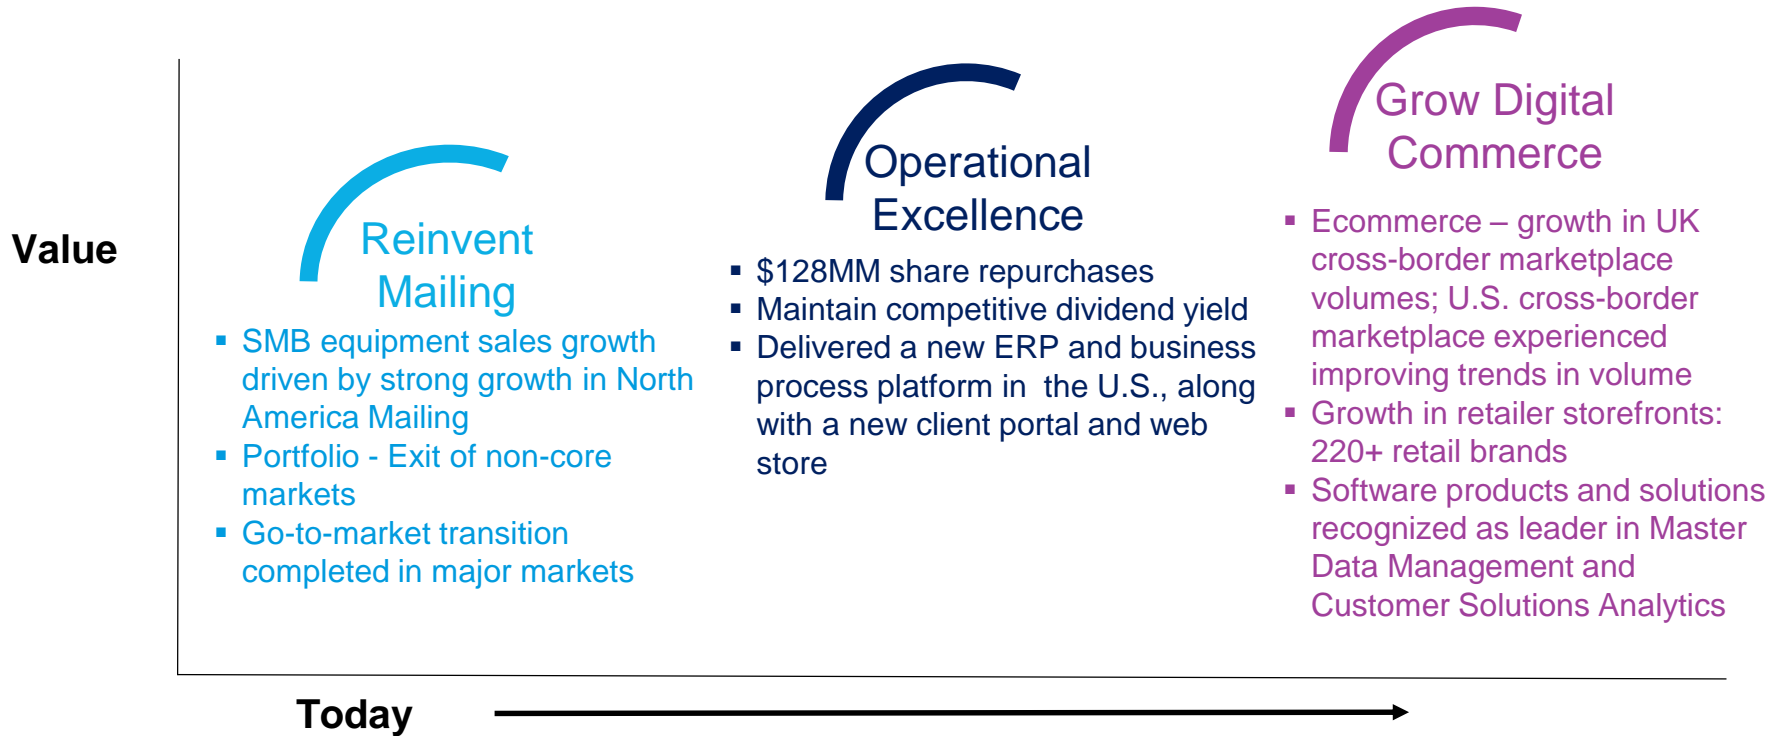 Value
Reinvent
Mailing
▪ SMB equipment sales growth
driven by strong growth in North
America Mailing
▪ Portfolio - Exit of non-core
markets
▪ Go-to-market transition
completed in major markets
Operational
Excellence
▪ $128MM share repurchases
▪ Maintain competitive dividend yield
▪ Delivered a new ERP and business
process platform in  the U.S., along
with a new client portal and web
store
Grow Digital
Commerce
▪ Ecommerce – growth in UK
cross-border marketplace
volumes; U.S. cross-border
marketplace experienced
improving trends in volume
▪ Growth in retailer storefronts:
220+ retail brands
▪ Software products and solutions
recognized as leader in Master
Data Management and
Customer Solutions Analytics
Today